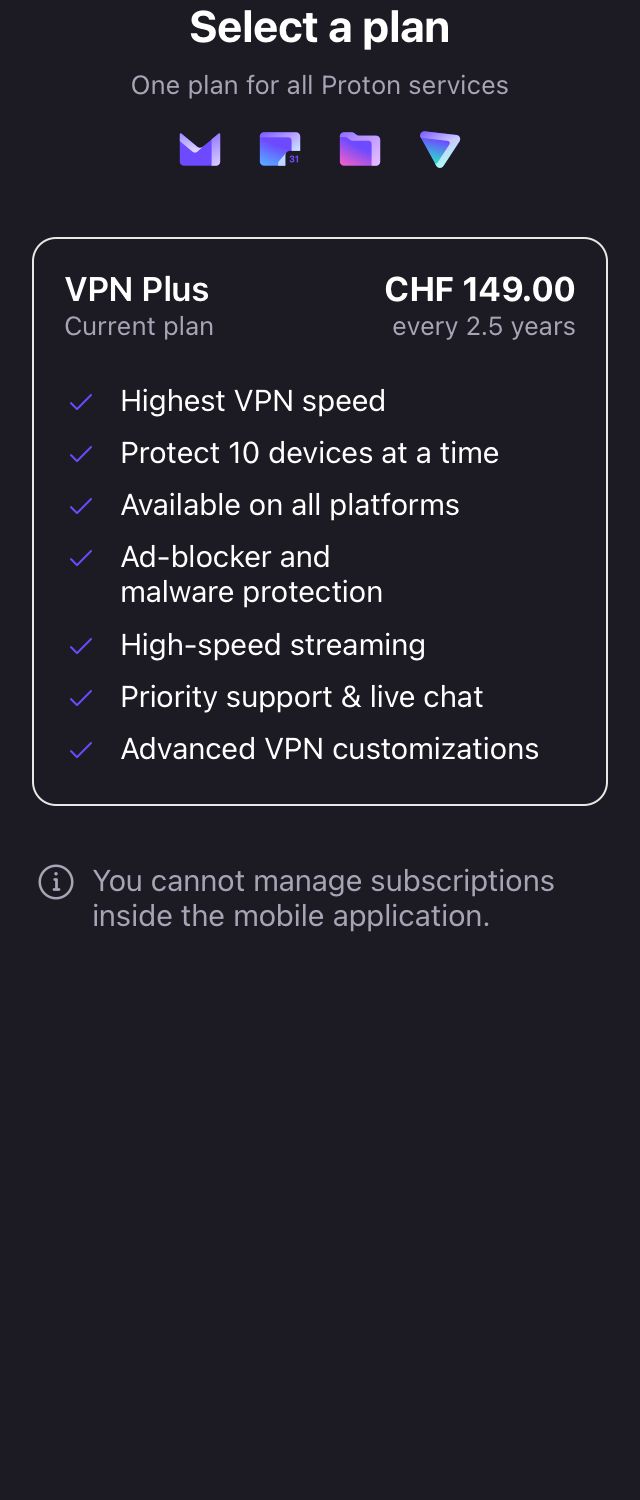 Select a plan
One plan for all Proton services
31
VPN Plus
CHF 149.00
Current plan
every 2.5 years
Highest VPN speed
Protect 10 devices at a time
Available on all platforms
Ad-blocker and
malware protection
High-speed streaming
Priority support & live chat
Advanced VPN customizations
You cannot manage subscriptions
inside the mobile application.